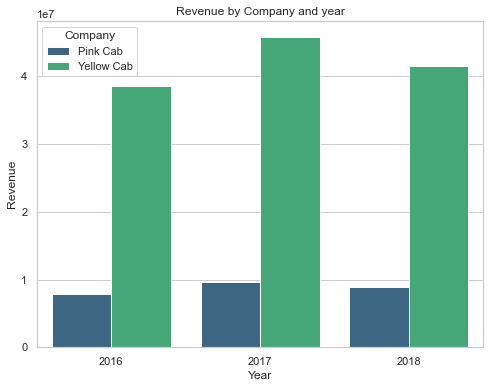 Revenue by Company and year
1e7
Company
Pink Cab
Yellow Cab
4
3
2
1
0
Revenue
2016 2017 2018
Year